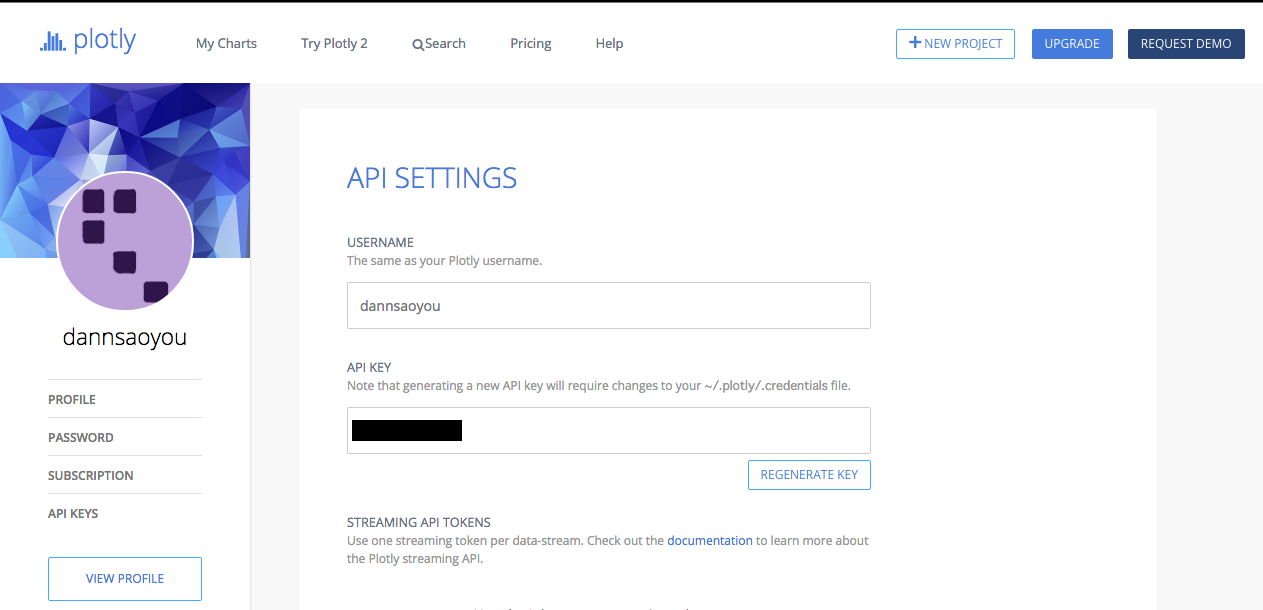 plotly
My Charts
Try Plotly 2
Search
Pricing
Help
NEW PROJECT
UPGRADE
REQUEST DEMO
dannsaoyou
PROFILE
PASSWORD
SUBSCRIPTION
API KEYS
VIEW PROFILE
API SETTINGS
USERNAME
The same as your Plotly username.
dannsaoyou
API KEY
Note that generating a new API key will require changes to your ~/.plotly/.credentials file.
REGENERATE KEY
STREAMING API TOKENS
Use one streaming token per data-stream. Check out the documentation to learn more about
the Plotly streaming API.